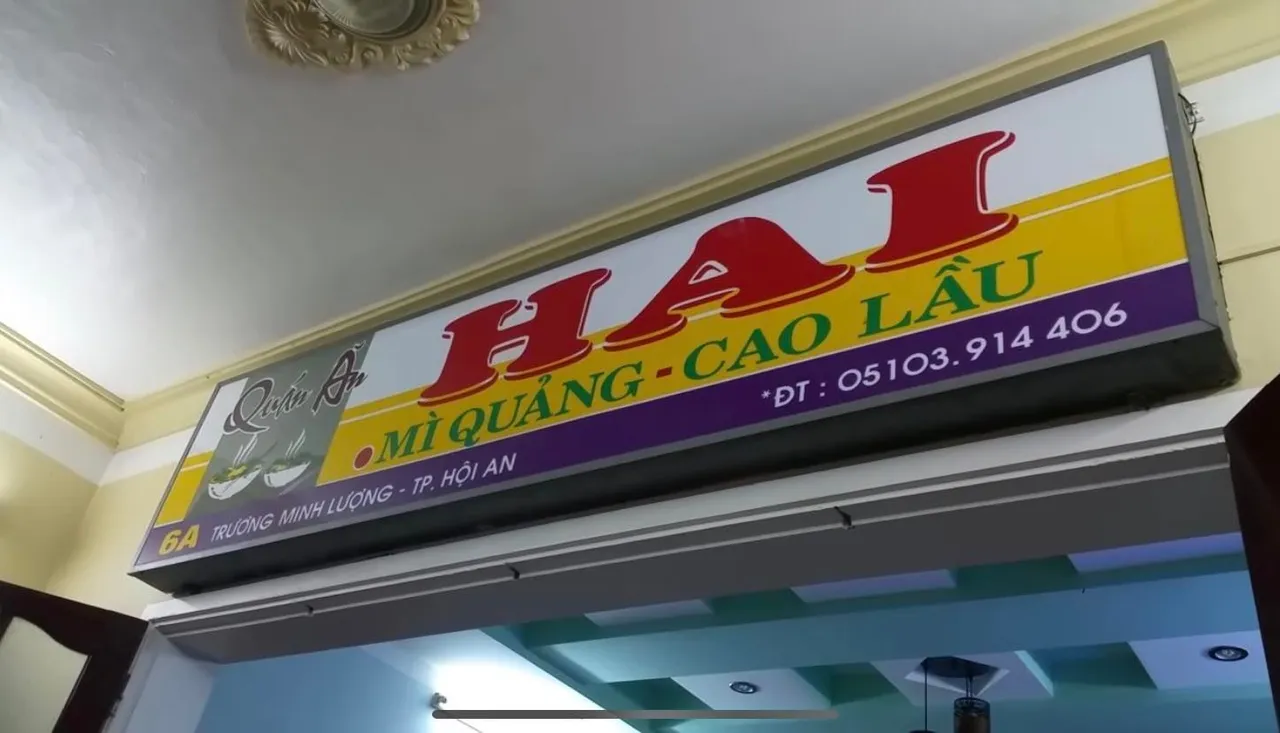 Quán Ăn
HAI
MÌ QUẢNG - CAO LẦU
*ĐT : 05103.914 406
6A TRƯƠNG MINH LƯỢNG - TP. HỘI AN